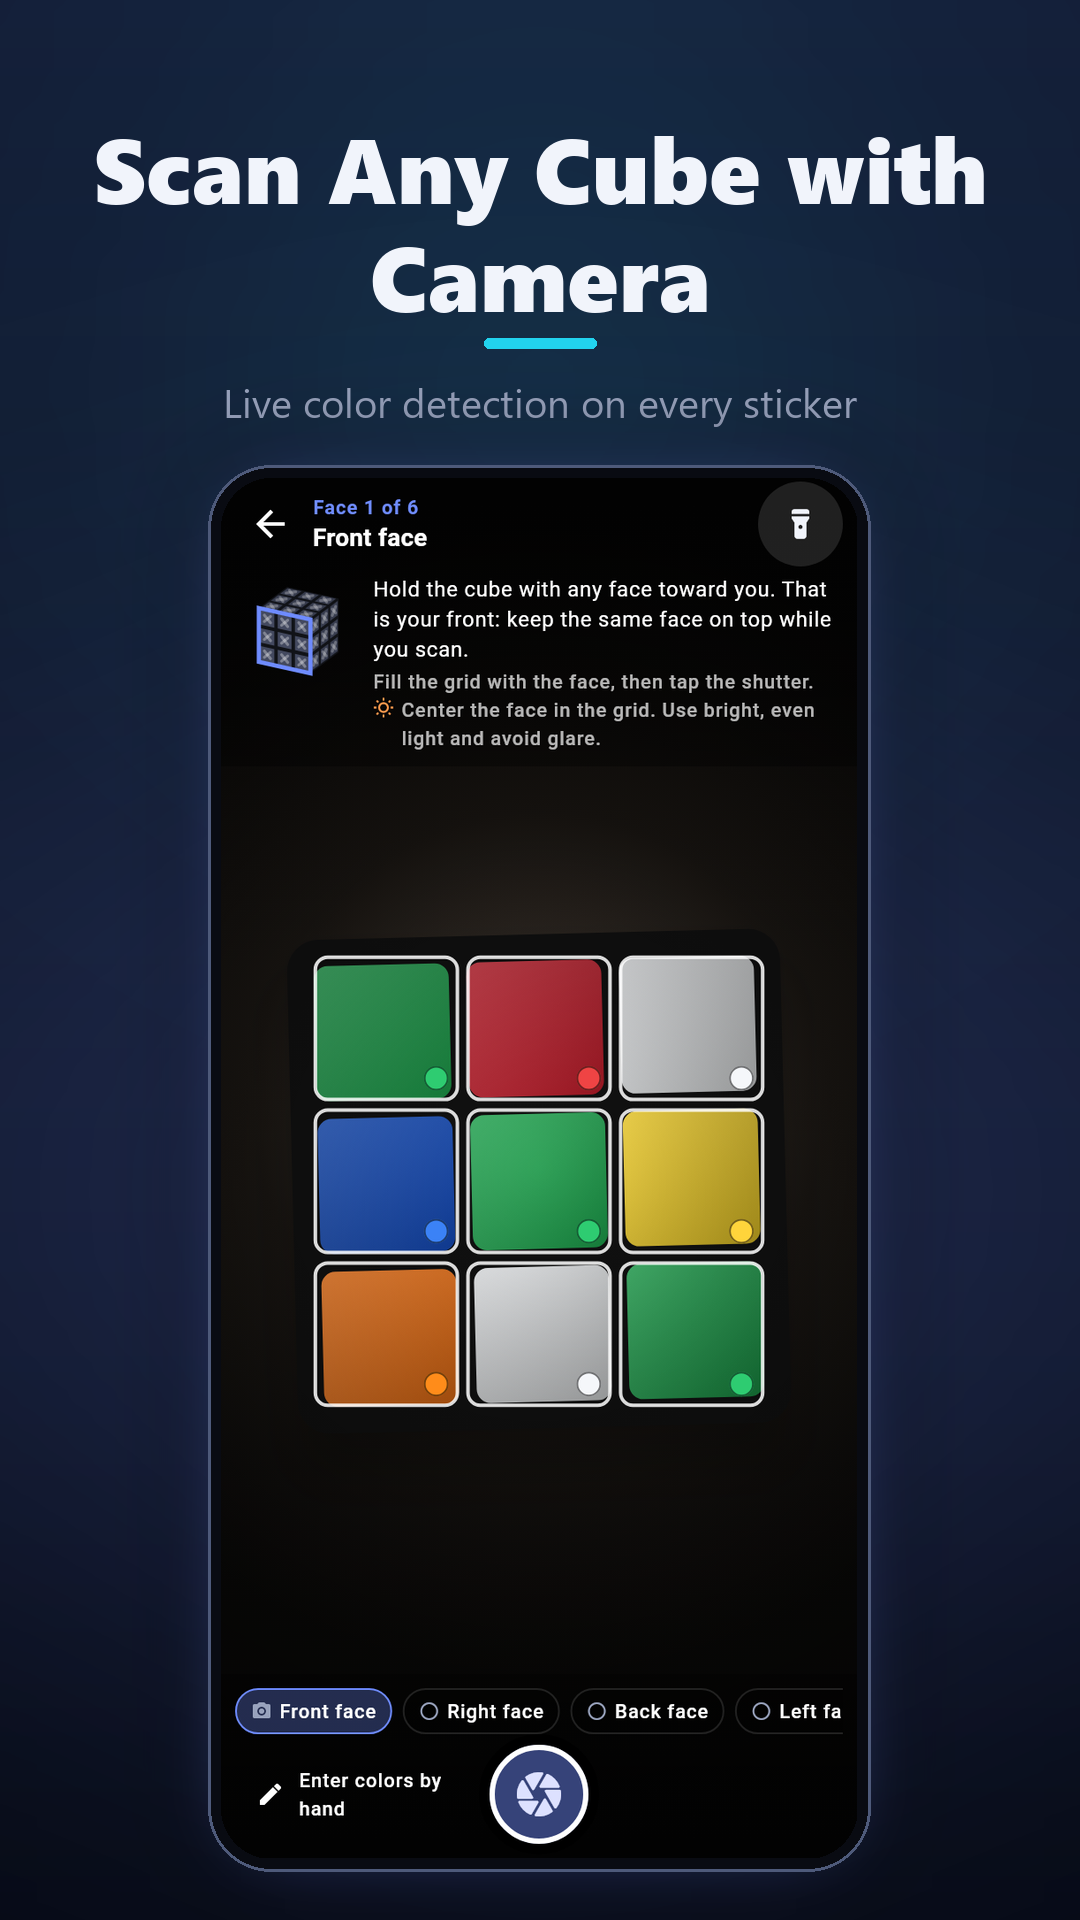 Scan Any Cube with
Camera
Live color detection on every sticker
Face 1 of 6
Front face
Hold the cube with any face toward you. That
is your front: keep the same face on top while
you scan.
Fill the grid with the face, then tap the shutter.
Center the face in the grid. Use bright, even
light and avoid glare.
Front face
Right face
Back face
Left fa
Enter colors by
hand